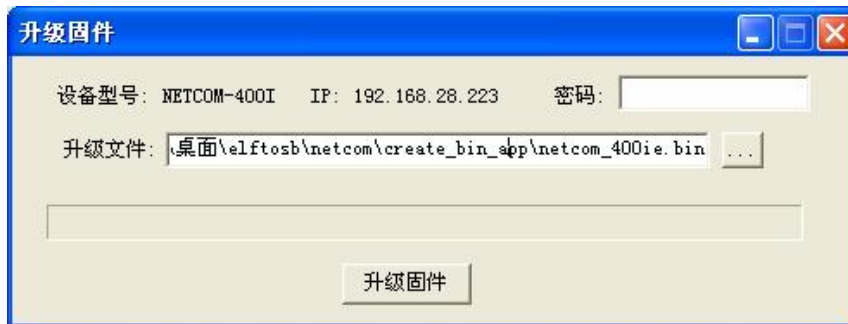 升级固件
设备型号: NETCOM-400I IP: 192.168.28.223 密码:
升级文件: \桌面\elftosb\netcom\create_bin_app\netcom_400ie.bin ...
升级固件